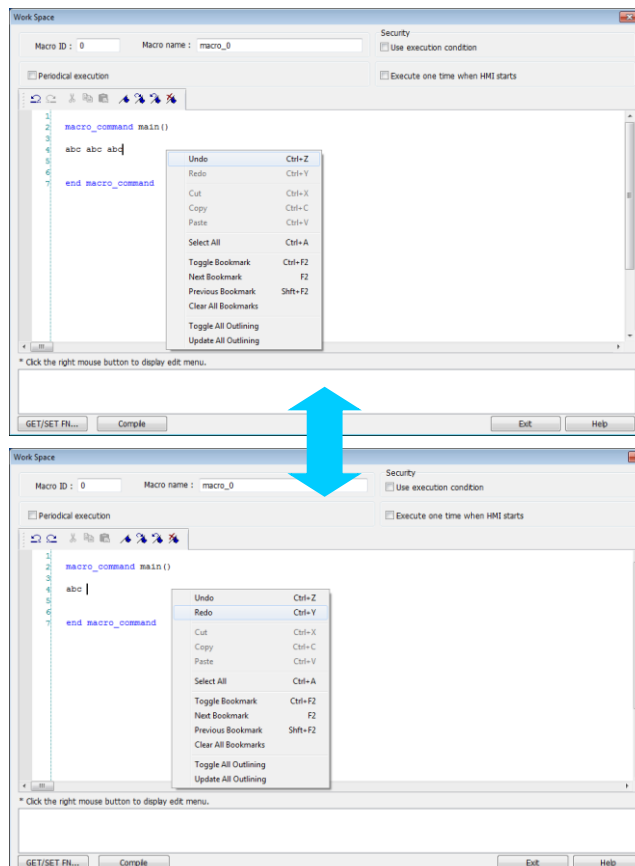 Work Space
Security
Macro ID : 0 Macro name : macro_0 Use execution condition
Periodical execution Execute one time when HMI starts
1
2 macro_command main()
3
4 abc abc abc
5
6
7 end macro_command
Undo Ctrl+Z
Redo Ctrl+Y
Cut Ctrl+X
Copy Ctrl+C
Paste Ctrl+V
Select All Ctrl+A
Toggle Bookmark Ctrl+F2
Next Bookmark F2
Previous Bookmark Shft+F2
Clear All Bookmarks
Toggle All Outlining
Update All Outlining
* Click the right mouse button to display edit menu.
GET/SET FN... Compile Exit Help
Work Space
Security
Macro ID : 0 Macro name : macro_0 Use execution condition
Periodical execution Execute one time when HMI starts
1
2 macro_command main()
3
4 abc
5
6
7 end macro_command
Undo Ctrl+Z
Redo Ctrl+Y
Cut Ctrl+X
Copy Ctrl+C
Paste Ctrl+V
Select All Ctrl+A
Toggle Bookmark Ctrl+F2
Next Bookmark F2
Previous Bookmark Shft+F2
Clear All Bookmarks
Toggle All Outlining
Update All Outlining
* Click the right mouse button to display edit menu.
GET/SET FN... Compile Exit Help